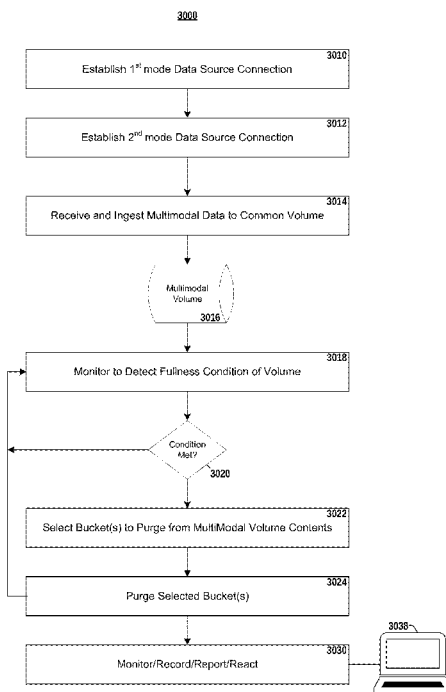 3000
3010
Establish 1st mode Data Source Connection
3012
Establish 2nd mode Data Source Connection
3014
Receive and Ingest Multimodal Data to Common Volume
Multimodal
Volume
3016
3018
Monitor to Detect Fullness Condition of Volume
Condition
Met?
3020
3022
Select Bucket(s) to Purge from MultiModal Volume Contents
3024
Purge Selected Bucket(s)
3030
Monitor/Record/Report/React
3038